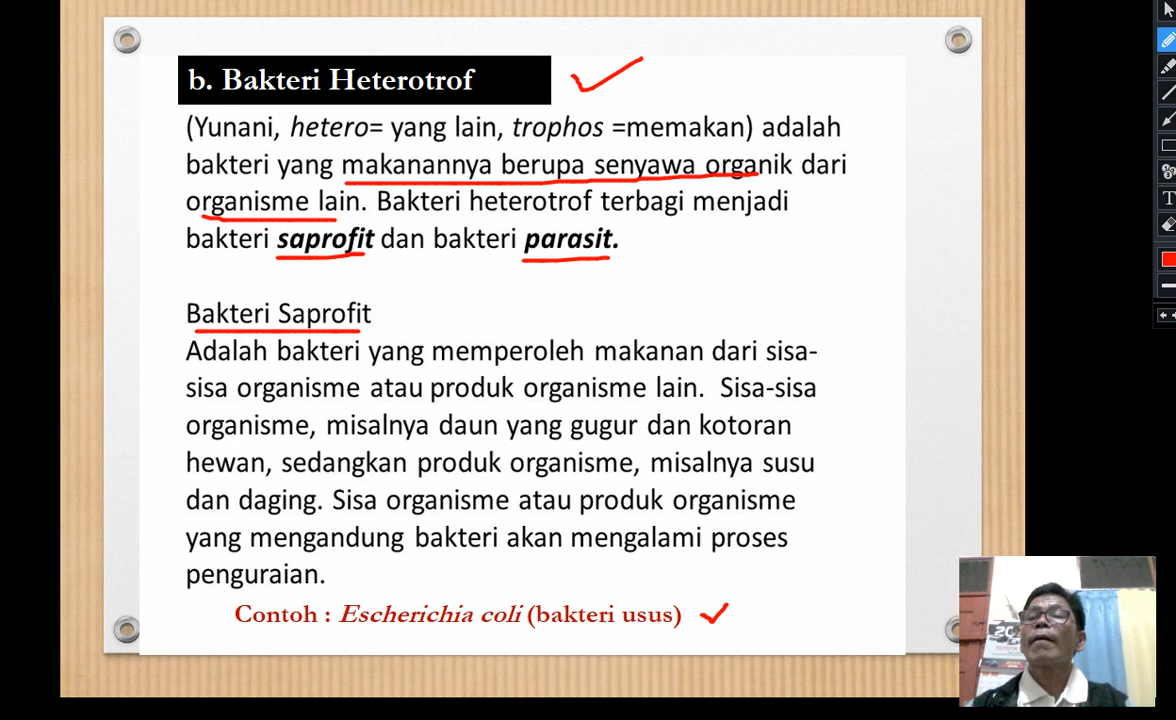 b. Bakteri Heterotrof
(Yunani, hetero= yang lain, trophos =memakan) adalah
bakteri yang makanannya berupa senyawa organik dari
organisme lain. Bakteri heterotrof terbagi menjadi
bakteri saprofit dan bakteri parasit.
Bakteri Saprofit
Adalah bakteri yang memperoleh makanan dari sisa-
sisa organisme atau produk organisme lain. Sisa-sisa
organisme, misalnya daun yang gugur dan kotoran
hewan, sedangkan produk organisme, misalnya susu
dan daging. Sisa organisme atau produk organisme
yang mengandung bakteri akan mengalami proses
penguraian.
Contoh : Escherichia coli (bakteri usus)
T